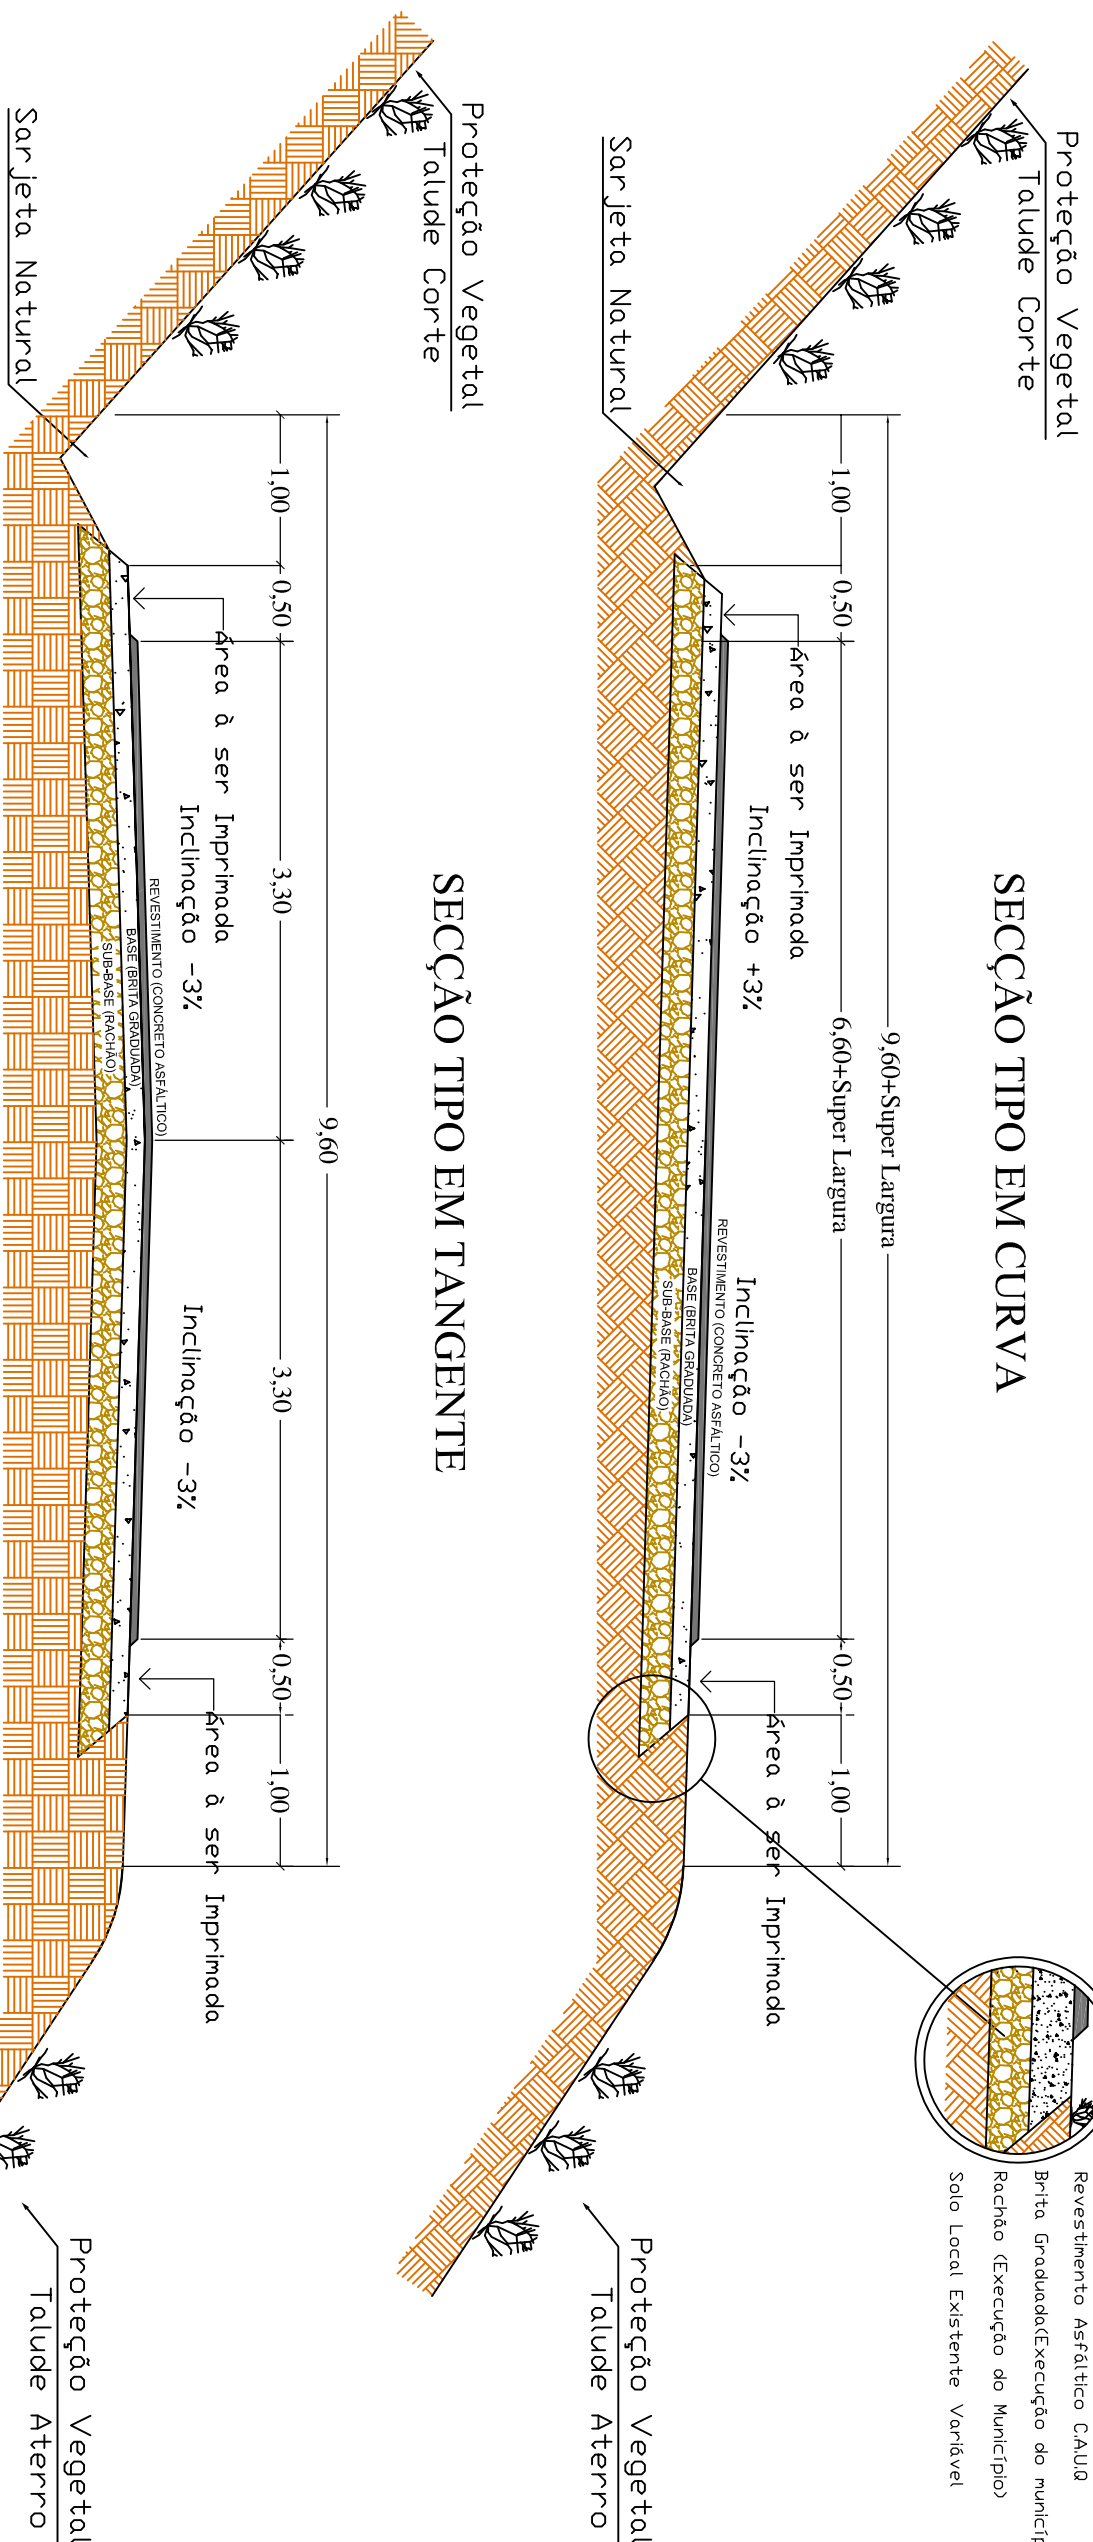 Proteção Vegetal
Talude Corte
Sarjeta Natural
SECÇÃO TIPO EM CURVA
9,60+Super Largura
1,00
0,50
6,60+Super Largura
0,50
1,00
Área à ser Imprimada
Inclinação +3%
Inclinação -3%
Área à ser Imprimada
REVESTIMENTO (CONCRETO ASFÁLTICO)
BASE (BRITA GRADUADA)
SUB-BASE (RACHÃO)
Revestimento Asfáltico C.A.U.Q
Brita Graduada(Execução do municíp
Rachão (Execução do Município)
Solo Local Existente Variável
Proteção Vegetal
Talude Aterro
Proteção Vegetal
Talude Corte
Sarjeta Natural
SECÇÃO TIPO EM TANGENTE
9,60
1,00
0,50
3,30
3,30
0,50
1,00
Área à ser Imprimada
Inclinação -3%
Inclinação -3%
Área à ser Imprimada
REVESTIMENTO (CONCRETO ASFÁLTICO)
BASE (BRITA GRADUADA)
SUB-BASE (RACHÃO)
Proteção Vegetal
Talude Aterro